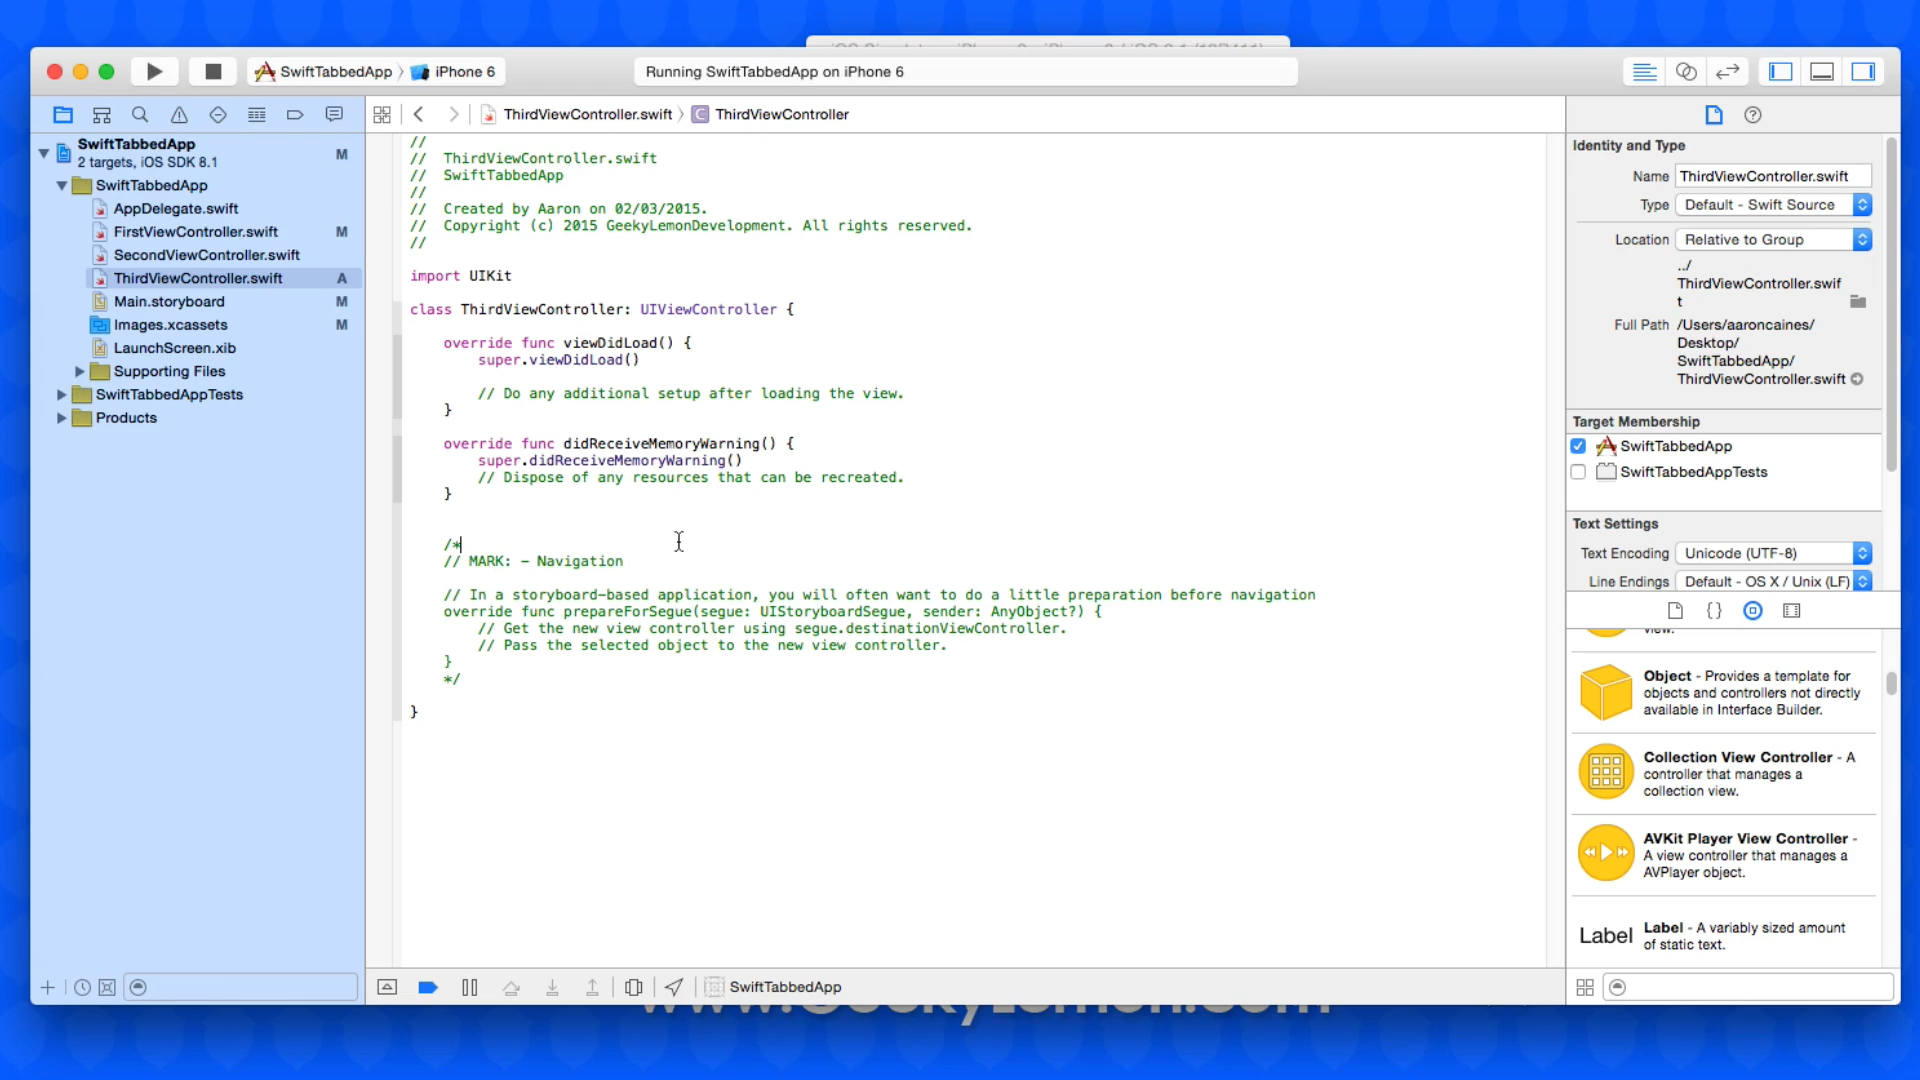 SwiftTabbedApp
iPhone 6
Running SwiftTabbedApp on iPhone 6
ThirdViewController.swift
ThirdViewController
SwiftTabbedApp
2 targets, iOS SDK 8.1
M
SwiftTabbedApp
AppDelegate.swift
FirstViewController.swift
M
SecondViewController.swift
ThirdViewController.swift
A
Main.storyboard
M
Images.xcassets
M
LaunchScreen.xib
Supporting Files
SwiftTabbedAppTests
Products
//
// ThirdViewController.swift
// SwiftTabbedApp
//
// Created by Aaron on 02/03/2015.
// Copyright (c) 2015 GeekyLemonDevelopment. All rights reserved.
//
import UIKit
class ThirdViewController: UIViewController {
override func viewDidLoad() {
super.viewDidLoad()
// Do any additional setup after loading the view.
}
override func didReceiveMemoryWarning() {
super.didReceiveMemoryWarning()
// Dispose of any resources that can be recreated.
}
/*
// MARK: - Navigation
// In a storyboard-based application, you will often want to do a little preparation before navigation
override func prepareForSegue(segue: UIStoryboardSegue, sender: AnyObject?) {
// Get the new view controller using segue.destinationViewController.
// Pass the selected object to the new view controller.
}
*/
}
SwiftTabbedApp
Identity and Type
Name ThirdViewController.swift
Type Default - Swift Source
Location Relative to Group
../
ThirdViewController.swif
t
Full Path /Users/aaroncaines/
Desktop/
SwiftTabbedApp/
ThirdViewController.swift
Target Membership
SwiftTabbedApp
SwiftTabbedAppTests
Text Settings
Text Encoding Unicode (UTF-8)
Line Endings Default - OS X / Unix (LF)
{ }
view.
Object - Provides a template for
objects and controllers not directly
available in Interface Builder.
Collection View Controller - A
controller that manages a
collection view.
AVKit Player View Controller -
A view controller that manages a
AVPlayer object.
Label
Label - A variably sized amount
of static text.
www.GeekyLemon.com